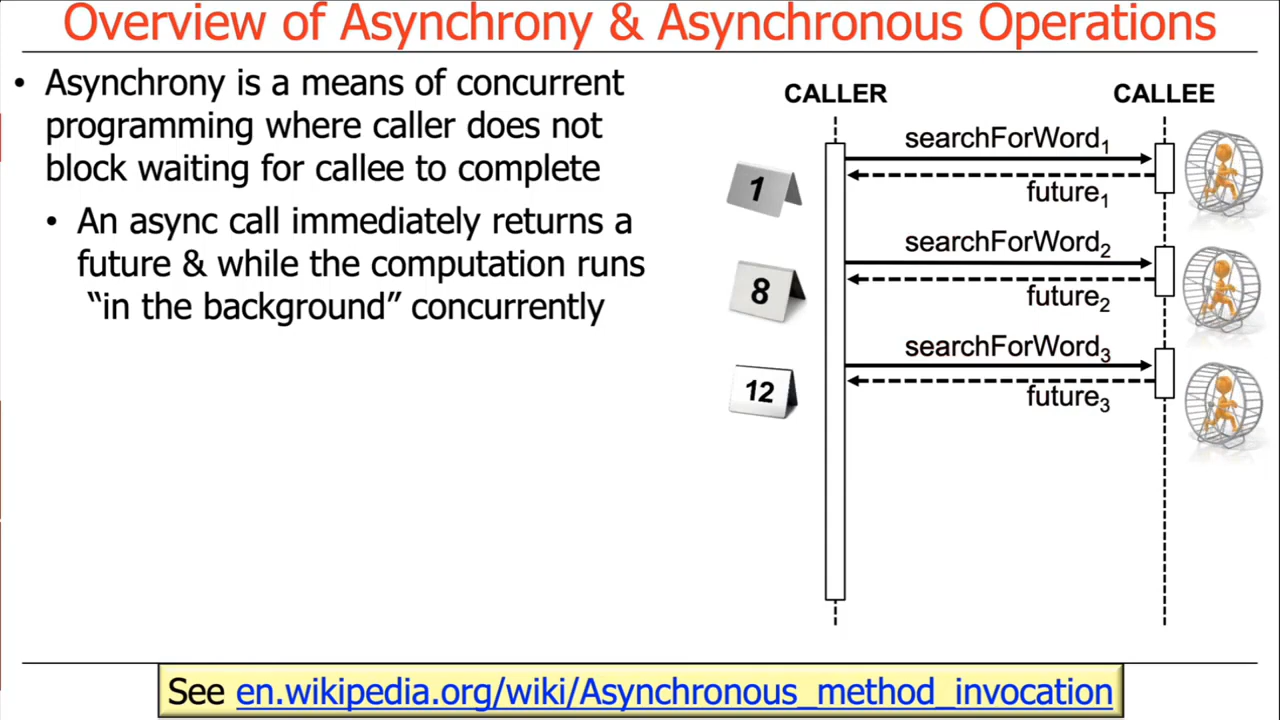 Overview of Asynchrony & Asynchronous Operations
• Asynchrony is a means of concurrent
programming where caller does not
block waiting for callee to complete
• An async call immediately returns a
future & while the computation runs
“in the background” concurrently
CALLER CALLEE
searchForWord1
1
future1
searchForWord2
8
future2
searchForWord3
12
future3
See en.wikipedia.org/wiki/Asynchronous_method_invocation